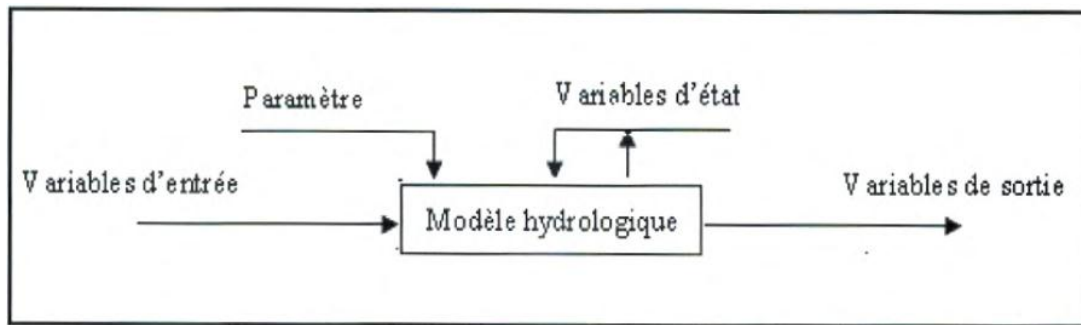 Paramètre
Variables d'état
Variables d'entrée
Variables de sortie
Modèle hydrologique